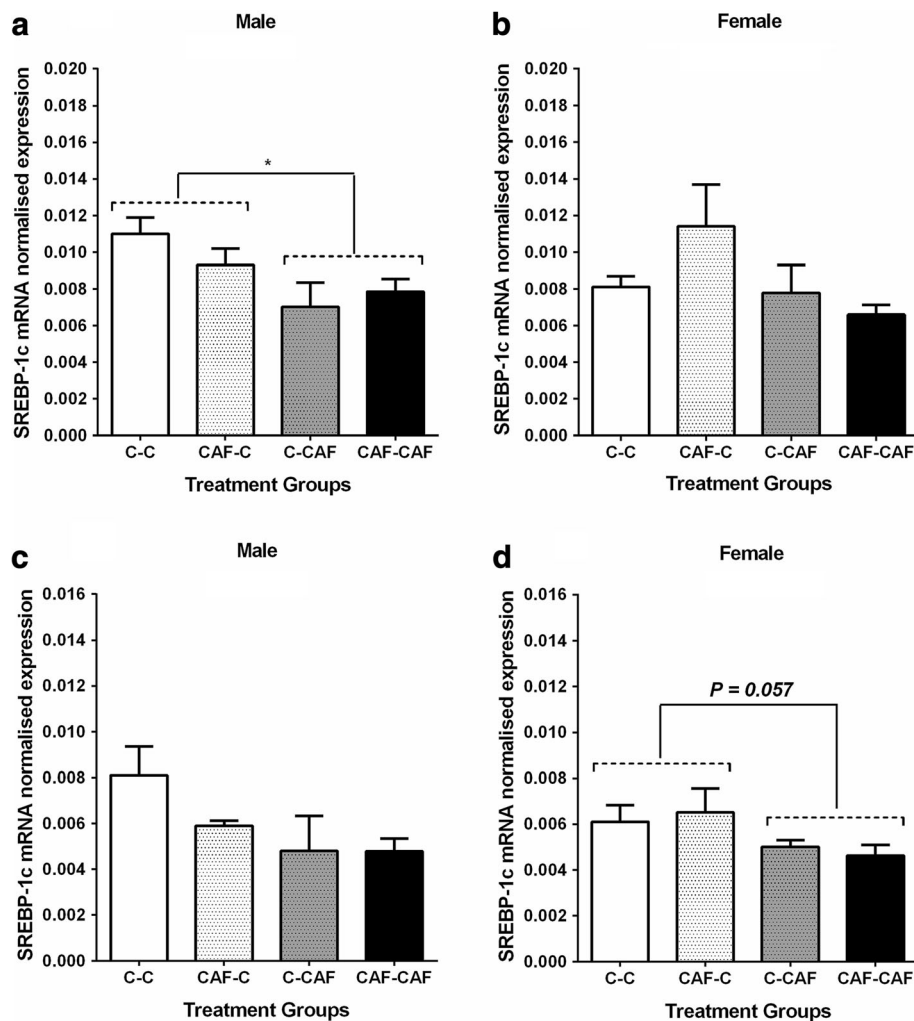 a
Male
SREBP-1c mRNA normalised expression
0.020
0.018
0.016
0.014
0.012
0.010
0.008
0.006
0.004
0.002
0.000
*
C-C CAF-C C-CAF CAF-CAF
Treatment Groups
b
Female
SREBP-1c mRNA normalised expression
0.020
0.018
0.016
0.014
0.012
0.010
0.008
0.006
0.004
0.002
0.000
C-C CAF-C C-CAF CAF-CAF
Treatment Groups
c
Male
SREBP-1c mRNA normalised expression
0.016
0.014
0.012
0.010
0.008
0.006
0.004
0.002
0.000
C-C CAF-C C-CAF CAF-CAF
Treatment Groups
d
Female
SREBP-1c mRNA normalised expression
0.016
0.014
0.012
0.010
0.008
0.006
0.004
0.002
0.000
P = 0.057
C-C CAF-C C-CAF CAF-CAF
Treatment Groups